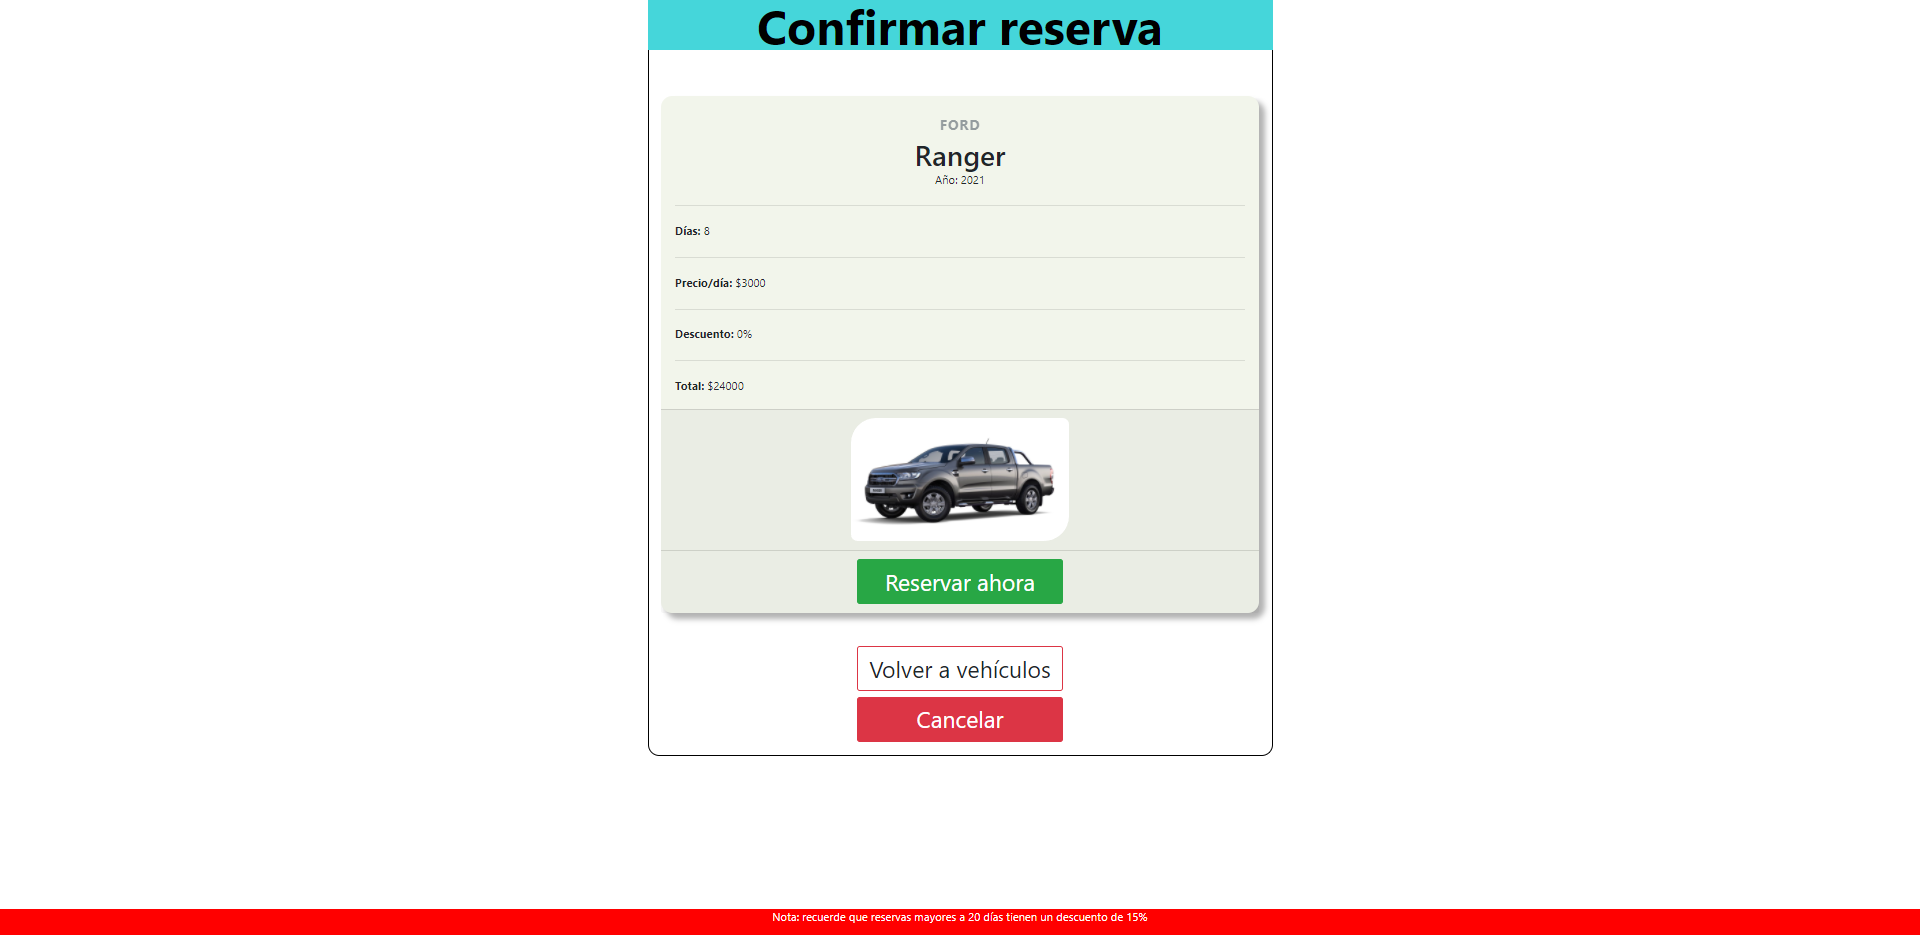 Confirmar reserva
FORD
Ranger
Año: 2021
Días: 8
Precio/día: $3000
Descuento: 0%
Total: $24000
Reservar ahora
Volver a vehículos
Cancelar
Nota: recuerde que reservas mayores a 20 días tienen un descuento de 15%